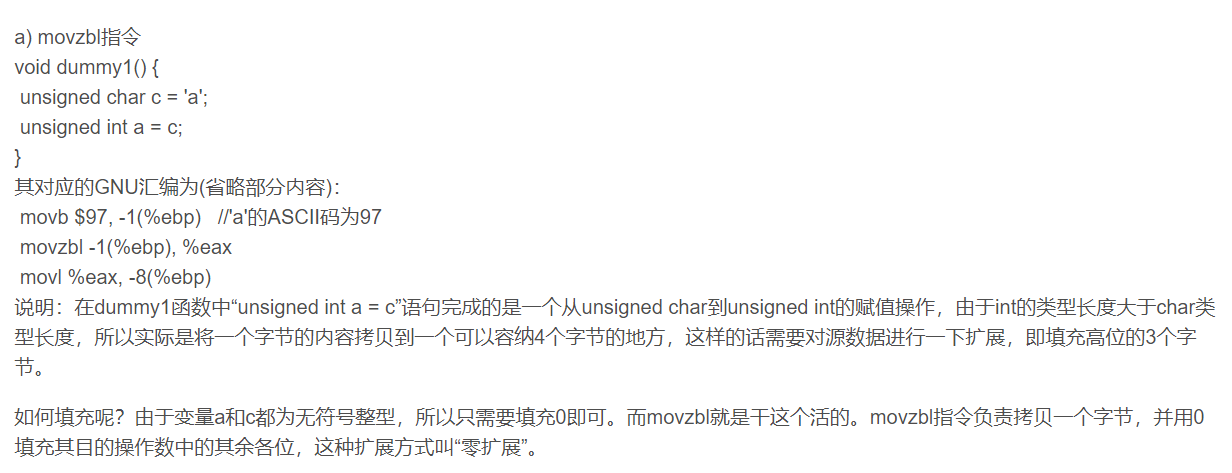 a) movzbl指令
void dummy1() {
unsigned char c = 'a';
unsigned int a = c;
}
其对应的GNU汇编为(省略部分内容)：
movb $97, -1(%ebp)   //'a'的ASCII码为97
movzbl -1(%ebp), %eax
movl %eax, -8(%ebp)
说明：在dummy1函数中“unsigned int a = c”语句完成的是一个从unsigned char到unsigned int的赋值操作，由于int的类型长度大于char类
型长度，所以实际是将一个字节的内容拷贝到一个可以容纳4个字节的地方，这样的话需要对源数据进行一下扩展，即填充高位的3个字
节。
如何填充呢？由于变量a和c都为无符号整型，所以只需要填充0即可。而movzbl就是干这个活的。movzbl指令负责拷贝一个字节，并用0
填充其目的操作数中的其余各位，这种扩展方式叫“零扩展”。